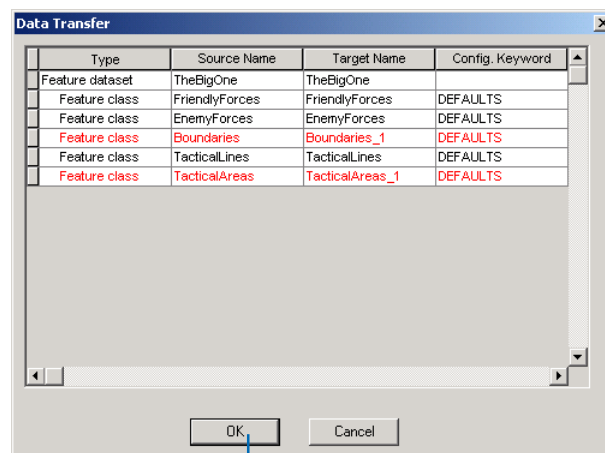 Data Transfer
Type Source Name Target Name Config. Keyword
Feature dataset TheBigOne TheBigOne
Feature class FriendlyForces FriendlyForces DEFAULTS
Feature class EnemyForces EnemyForces DEFAULTS
Feature class Boundaries Boundaries_1 DEFAULTS
Feature class TacticalLines TacticalLines DEFAULTS
Feature class TacticalAreas TacticalAreas_1 DEFAULTS
OK Cancel